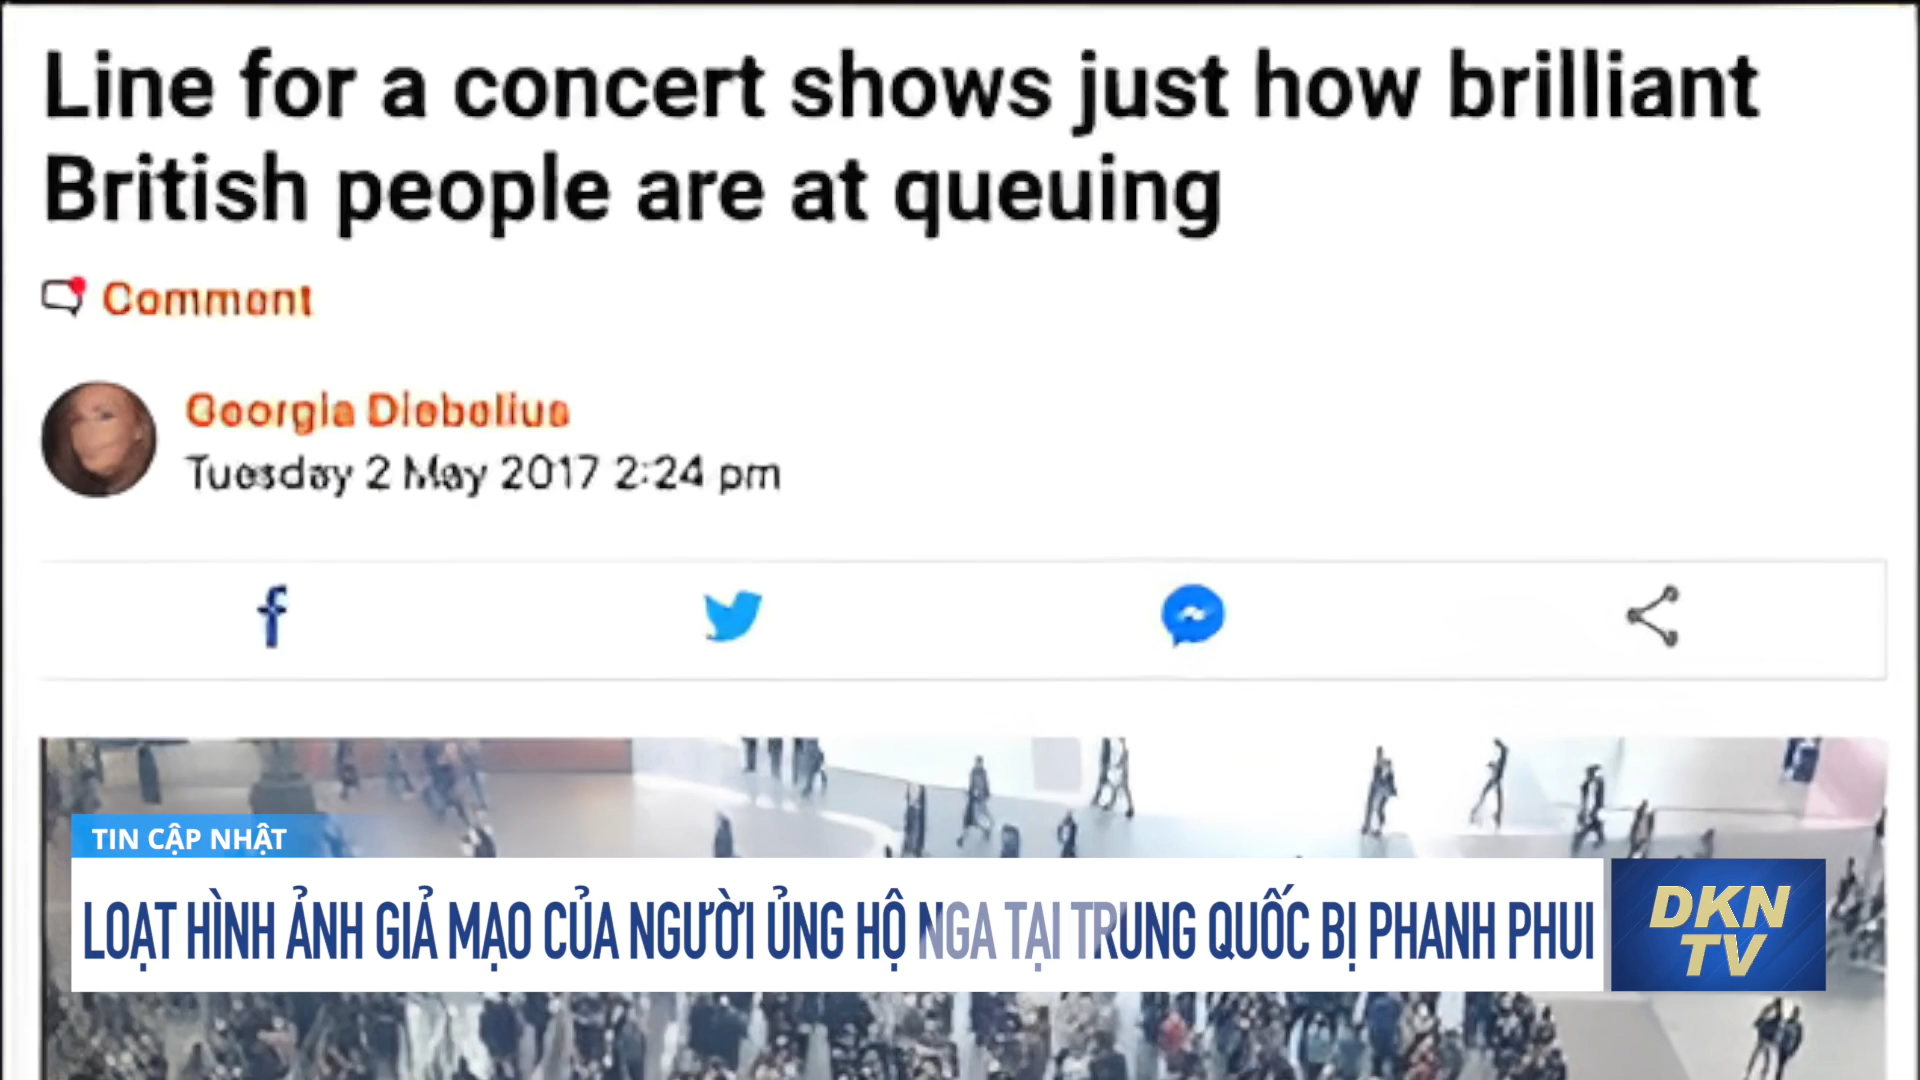 Line for a concert shows just how brilliant
British people are at queuing
Comment
Georgia Diebelius
Tuesday 2 May 2017 2:24 pm
TIN CẬP NHẬT
LOẠT HÌNH ẢNH GIẢ MẠO CỦA NGƯỜI ỦNG HỘ NGA TẠI TRUNG QUỐC BỊ PHANH PHUI
DKN
TV